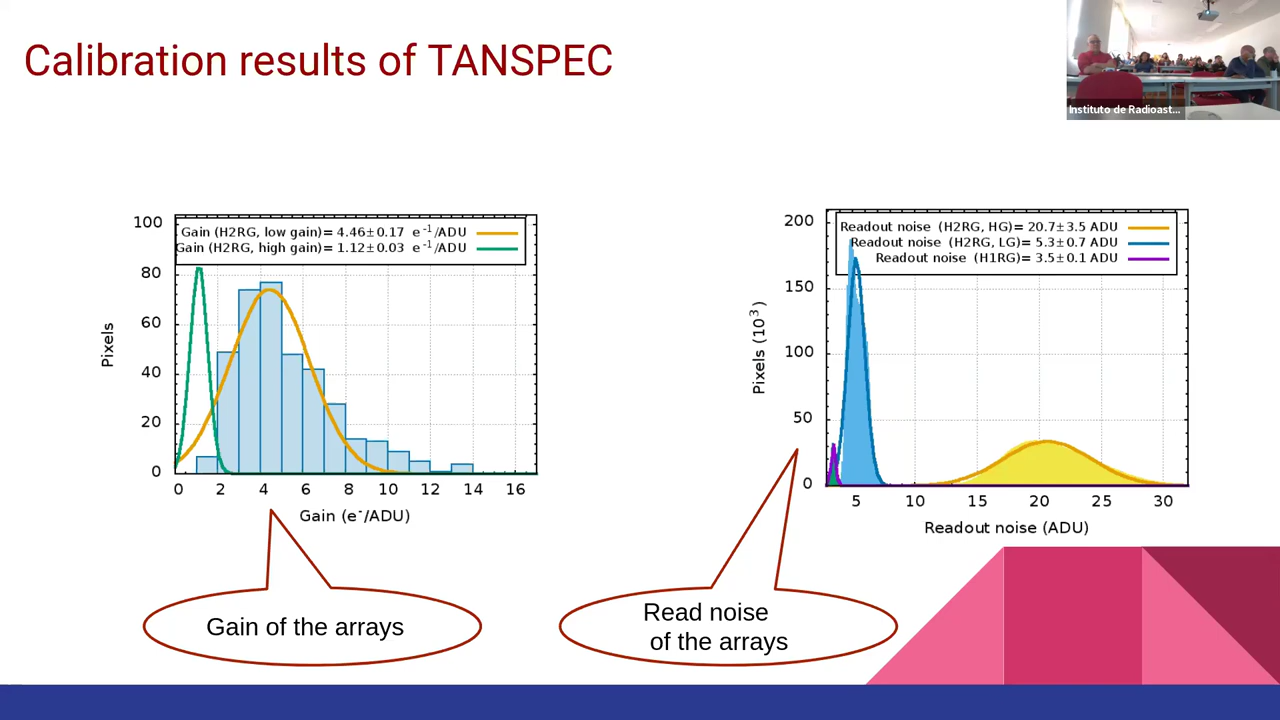 Calibration results of TANSPEC
Instituto de Radioast...
100
80
60
40
20
0
Pixels
Gain (H2RG, low gain)= 4.46±0.17 e⁻¹/ADU
Gain (H2RG, high gain)= 1.12±0.03 e⁻¹/ADU
0 2 4 6 8 10 12 14 16
Gain (e⁻/ADU)
200
150
100
50
0
Pixels (10³)
Readout noise (H2RG, HG)= 20.7±3.5 ADU
Readout noise (H2RG, LG)= 5.3±0.7 ADU
Readout noise (H1RG)= 3.5±0.1 ADU
5 10 15 20 25 30
Readout noise (ADU)
Gain of the arrays
Read noise
of the arrays